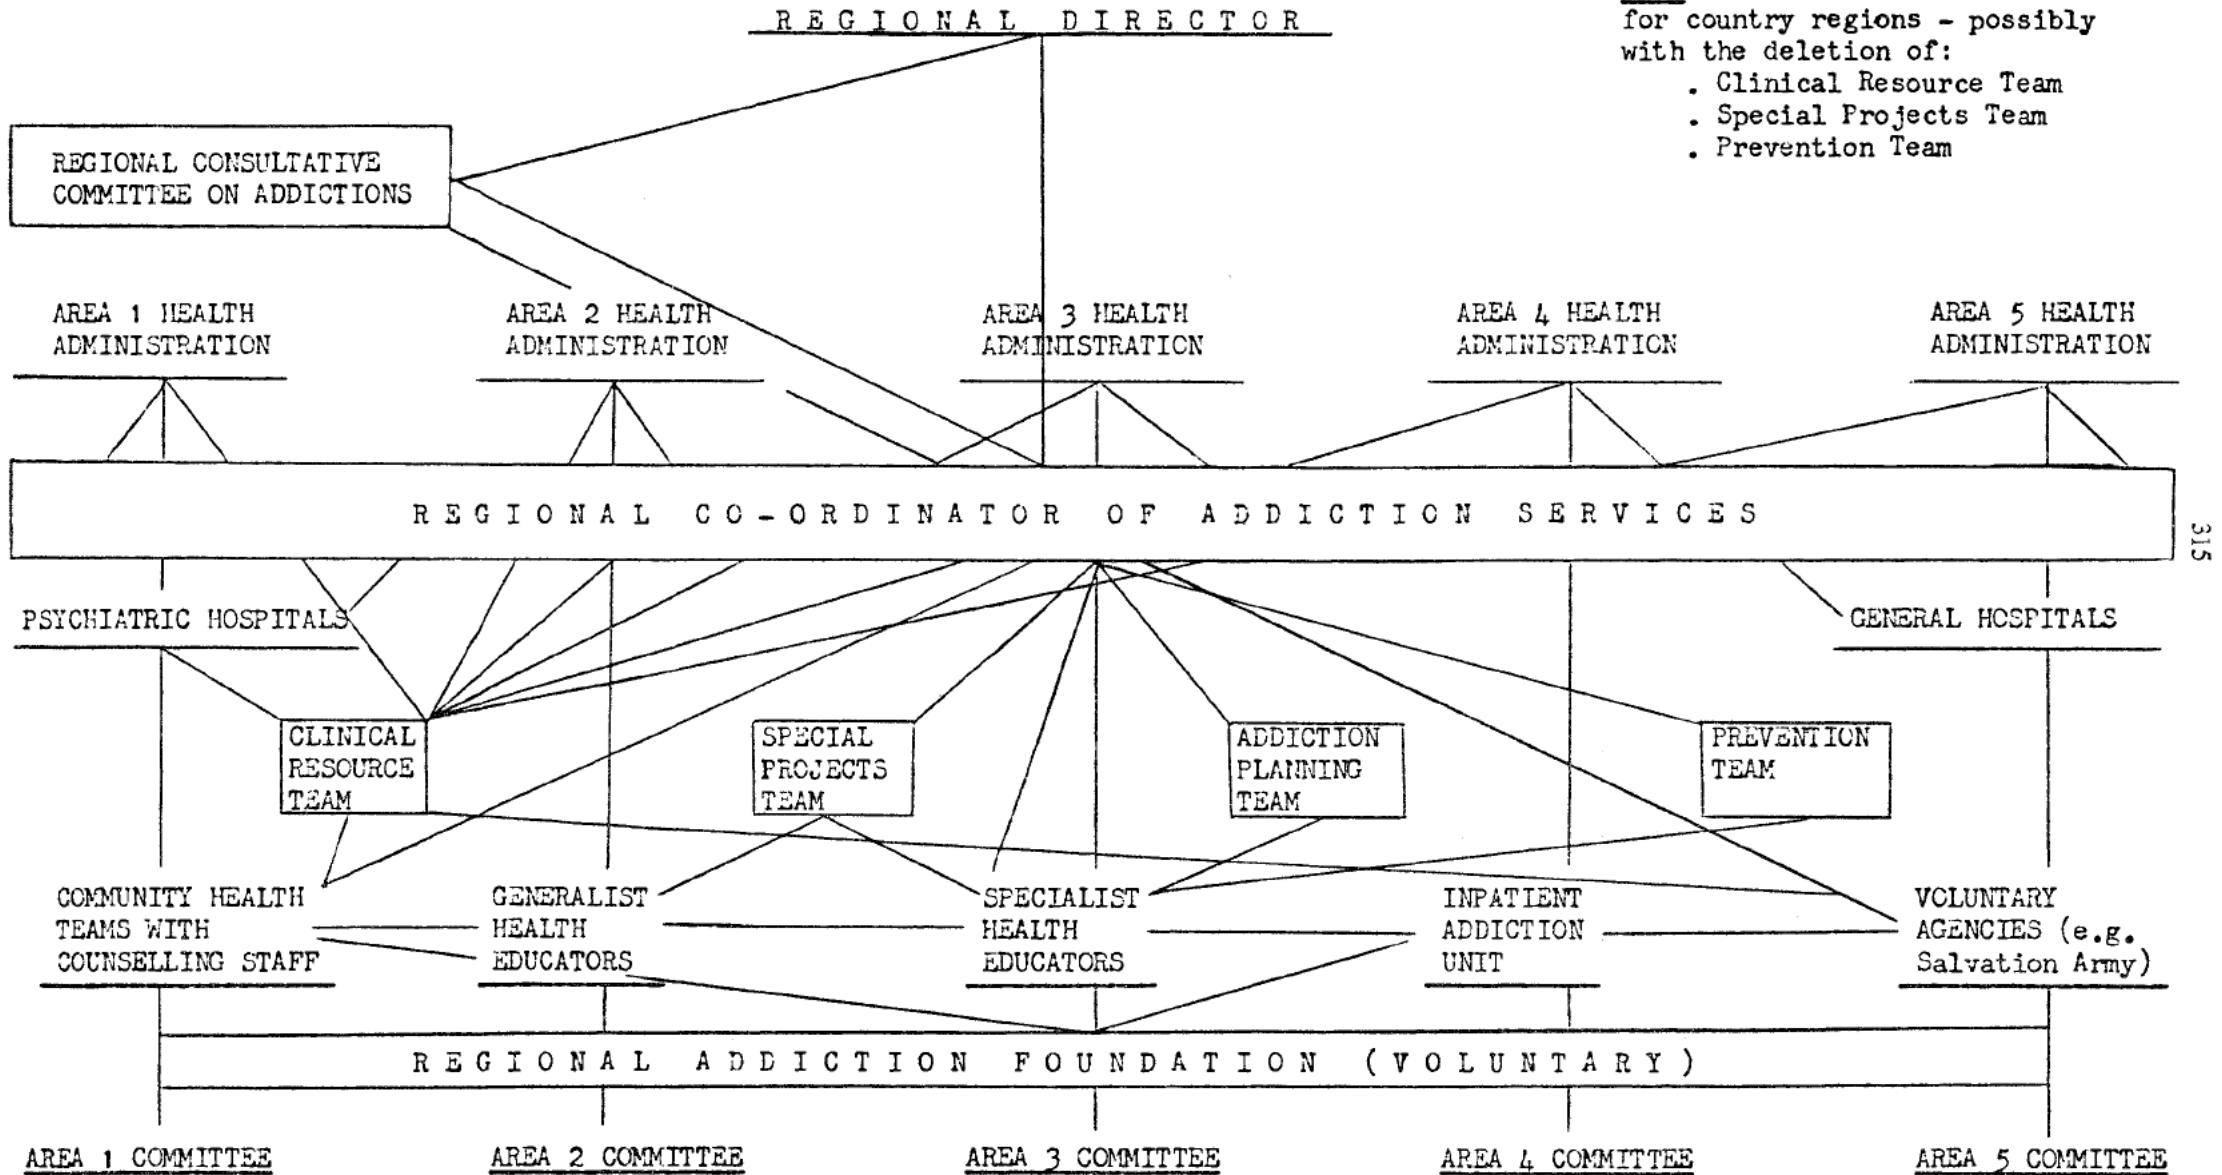 REGIONAL DIRECTOR
for country regions - possibly
with the deletion of:
. Clinical Resource Team
. Special Projects Team
. Prevention Team
REGIONAL CONSULTATIVE
COMMITTEE ON ADDICTIONS
AREA 1 HEALTH
ADMINISTRATION
AREA 2 HEALTH
ADMINISTRATION
AREA 3 HEALTH
ADMINISTRATION
AREA 4 HEALTH
ADMINISTRATION
AREA 5 HEALTH
ADMINISTRATION
REGIONAL CO-ORDINATOR OF ADDICTION SERVICES
315
PSYCHIATRIC HOSPITALS
GENERAL HOSPITALS
CLINICAL
RESOURCE
TEAM
SPECIAL
PROJECTS
TEAM
ADDICTION
PLANNING
TEAM
PREVENTION
TEAM
COMMUNITY HEALTH
TEAMS WITH
COUNSELLING STAFF
GENERALIST
HEALTH
EDUCATORS
SPECIALIST
HEALTH
EDUCATORS
INPATIENT
ADDICTION
UNIT
VOLUNTARY
AGENCIES (e.g.
Salvation Army)
REGIONAL ADDICTION FOUNDATION (VOLUNTARY)
AREA 1 COMMITTEE
AREA 2 COMMITTEE
AREA 3 COMMITTEE
AREA 4 COMMITTEE
AREA 5 COMMITTEE